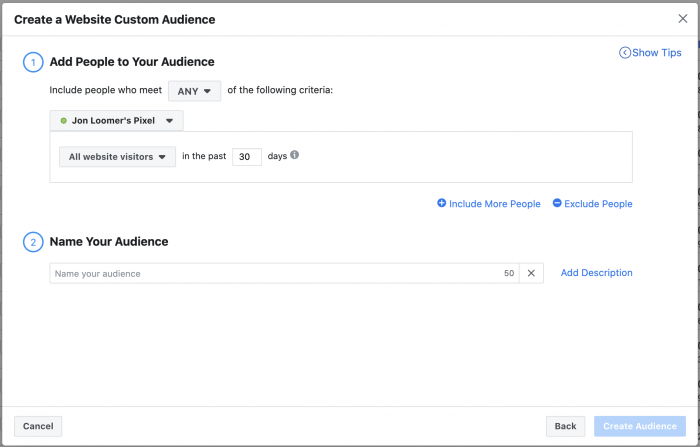 Create a Website Custom Audience
Show Tips
1 Add People to Your Audience
Include people who meet ANY of the following criteria:
Jon Loomer's Pixel
All website visitors in the past 30 days
Include More People Exclude People
2 Name Your Audience
Name your audience 50 Add Description
Cancel Back Create Audience